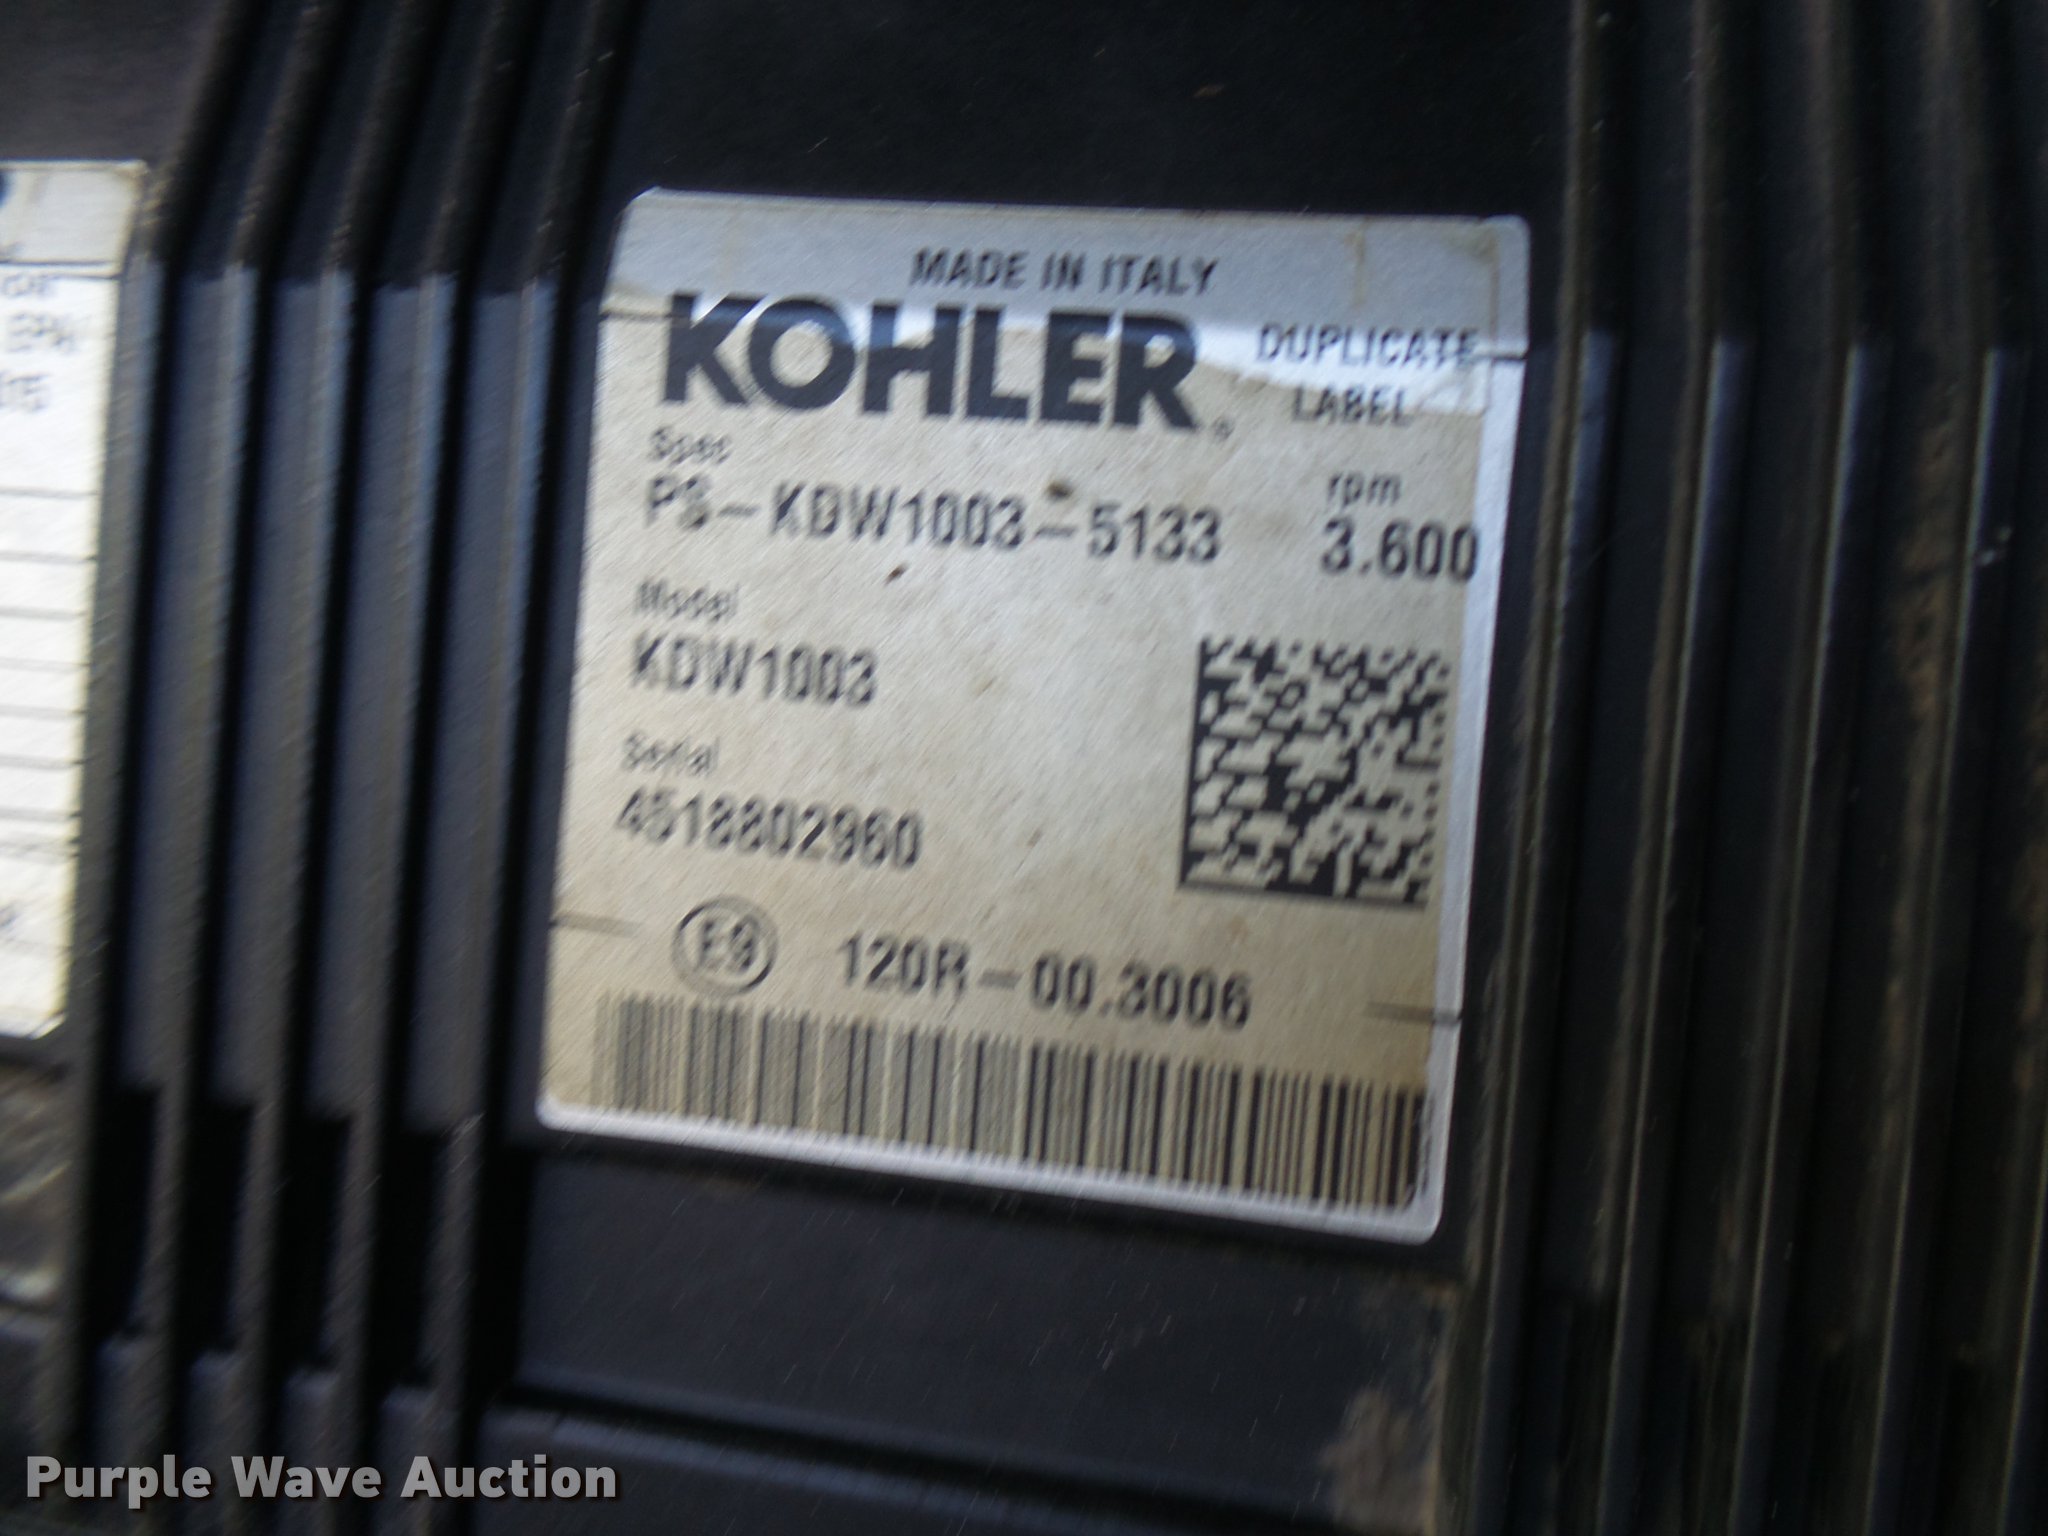 MADE IN ITALY
KOHLER®
DUPLICATE
LABEL
Spec
rpm
PS-KDW1003-5133
3.600
Model
KDW1003
Serial
4518802960
E9 120R-00.3006
Purple Wave Auction